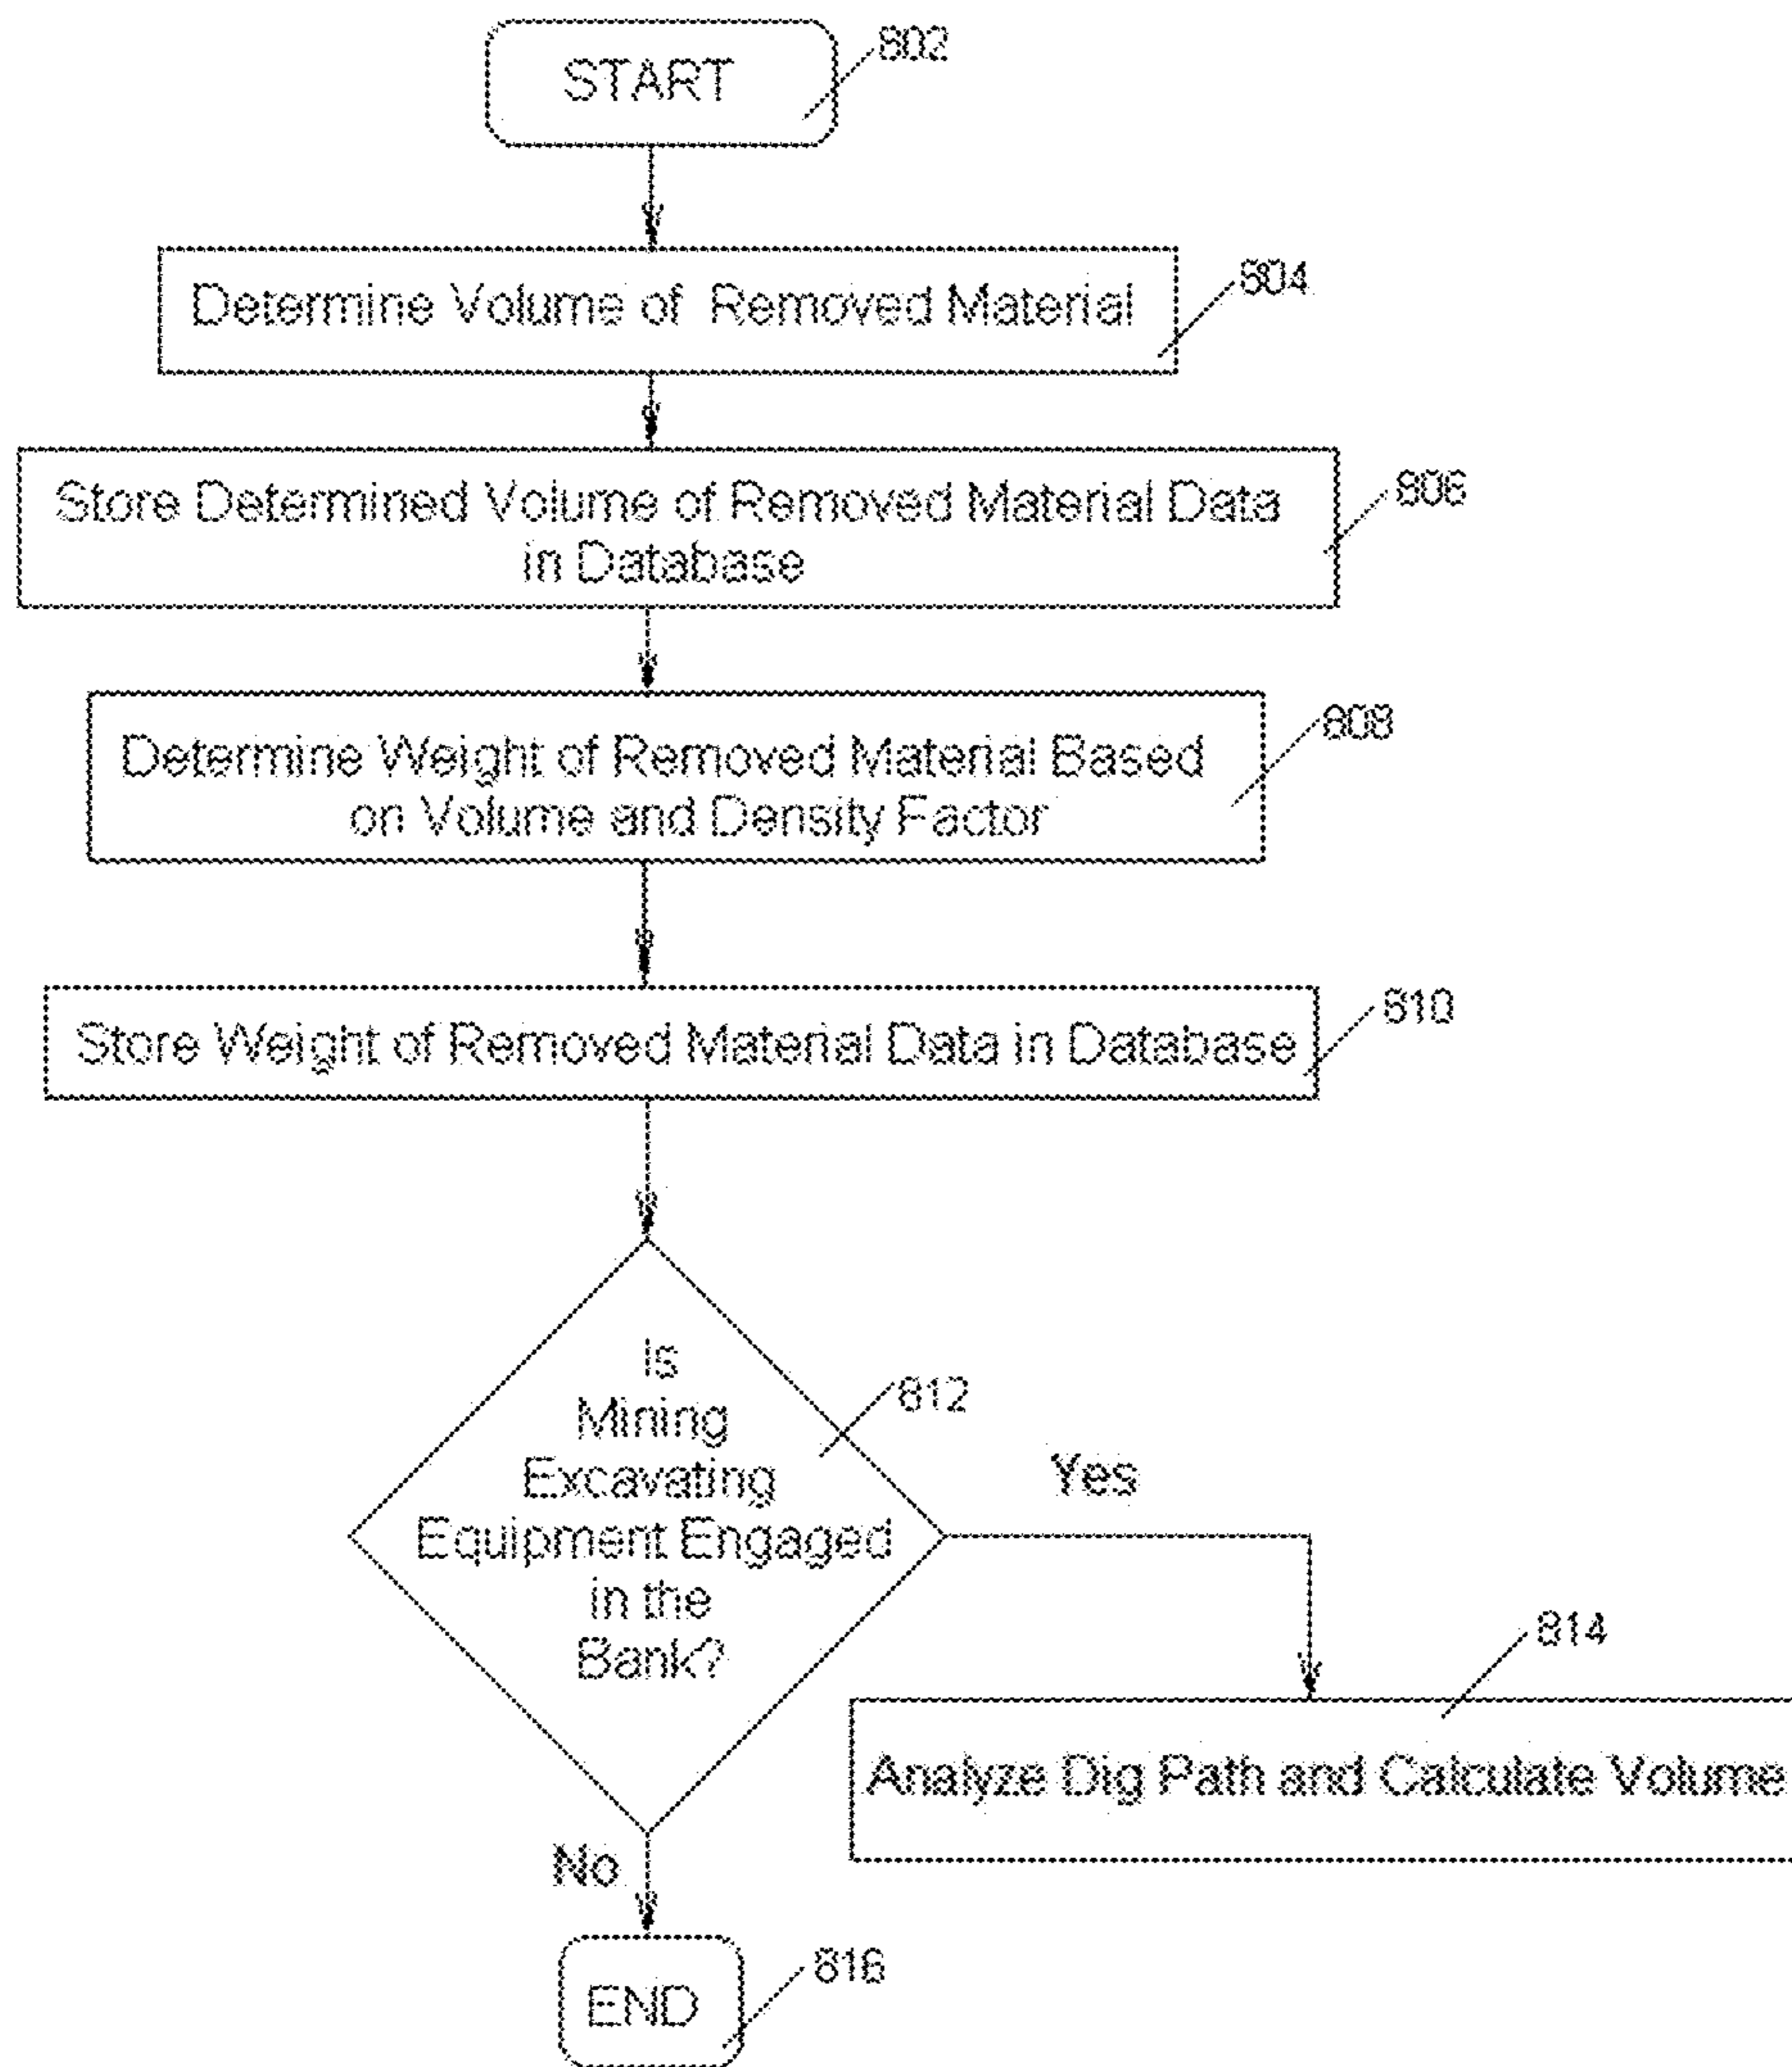 START
802
Determine Volume of Removed Material
804
Store Determined Volume of Removed Material Data
in Database
806
Determine Weight of Removed Material Based
on Volume and Density Factor
808
Store Weight of Removed Material Data in Database
810
Is
Mining
Excavating
Equipment Engaged
in the
Bank?
812
Yes
814
Analyze Dig Path and Calculate Volume
No
END
816